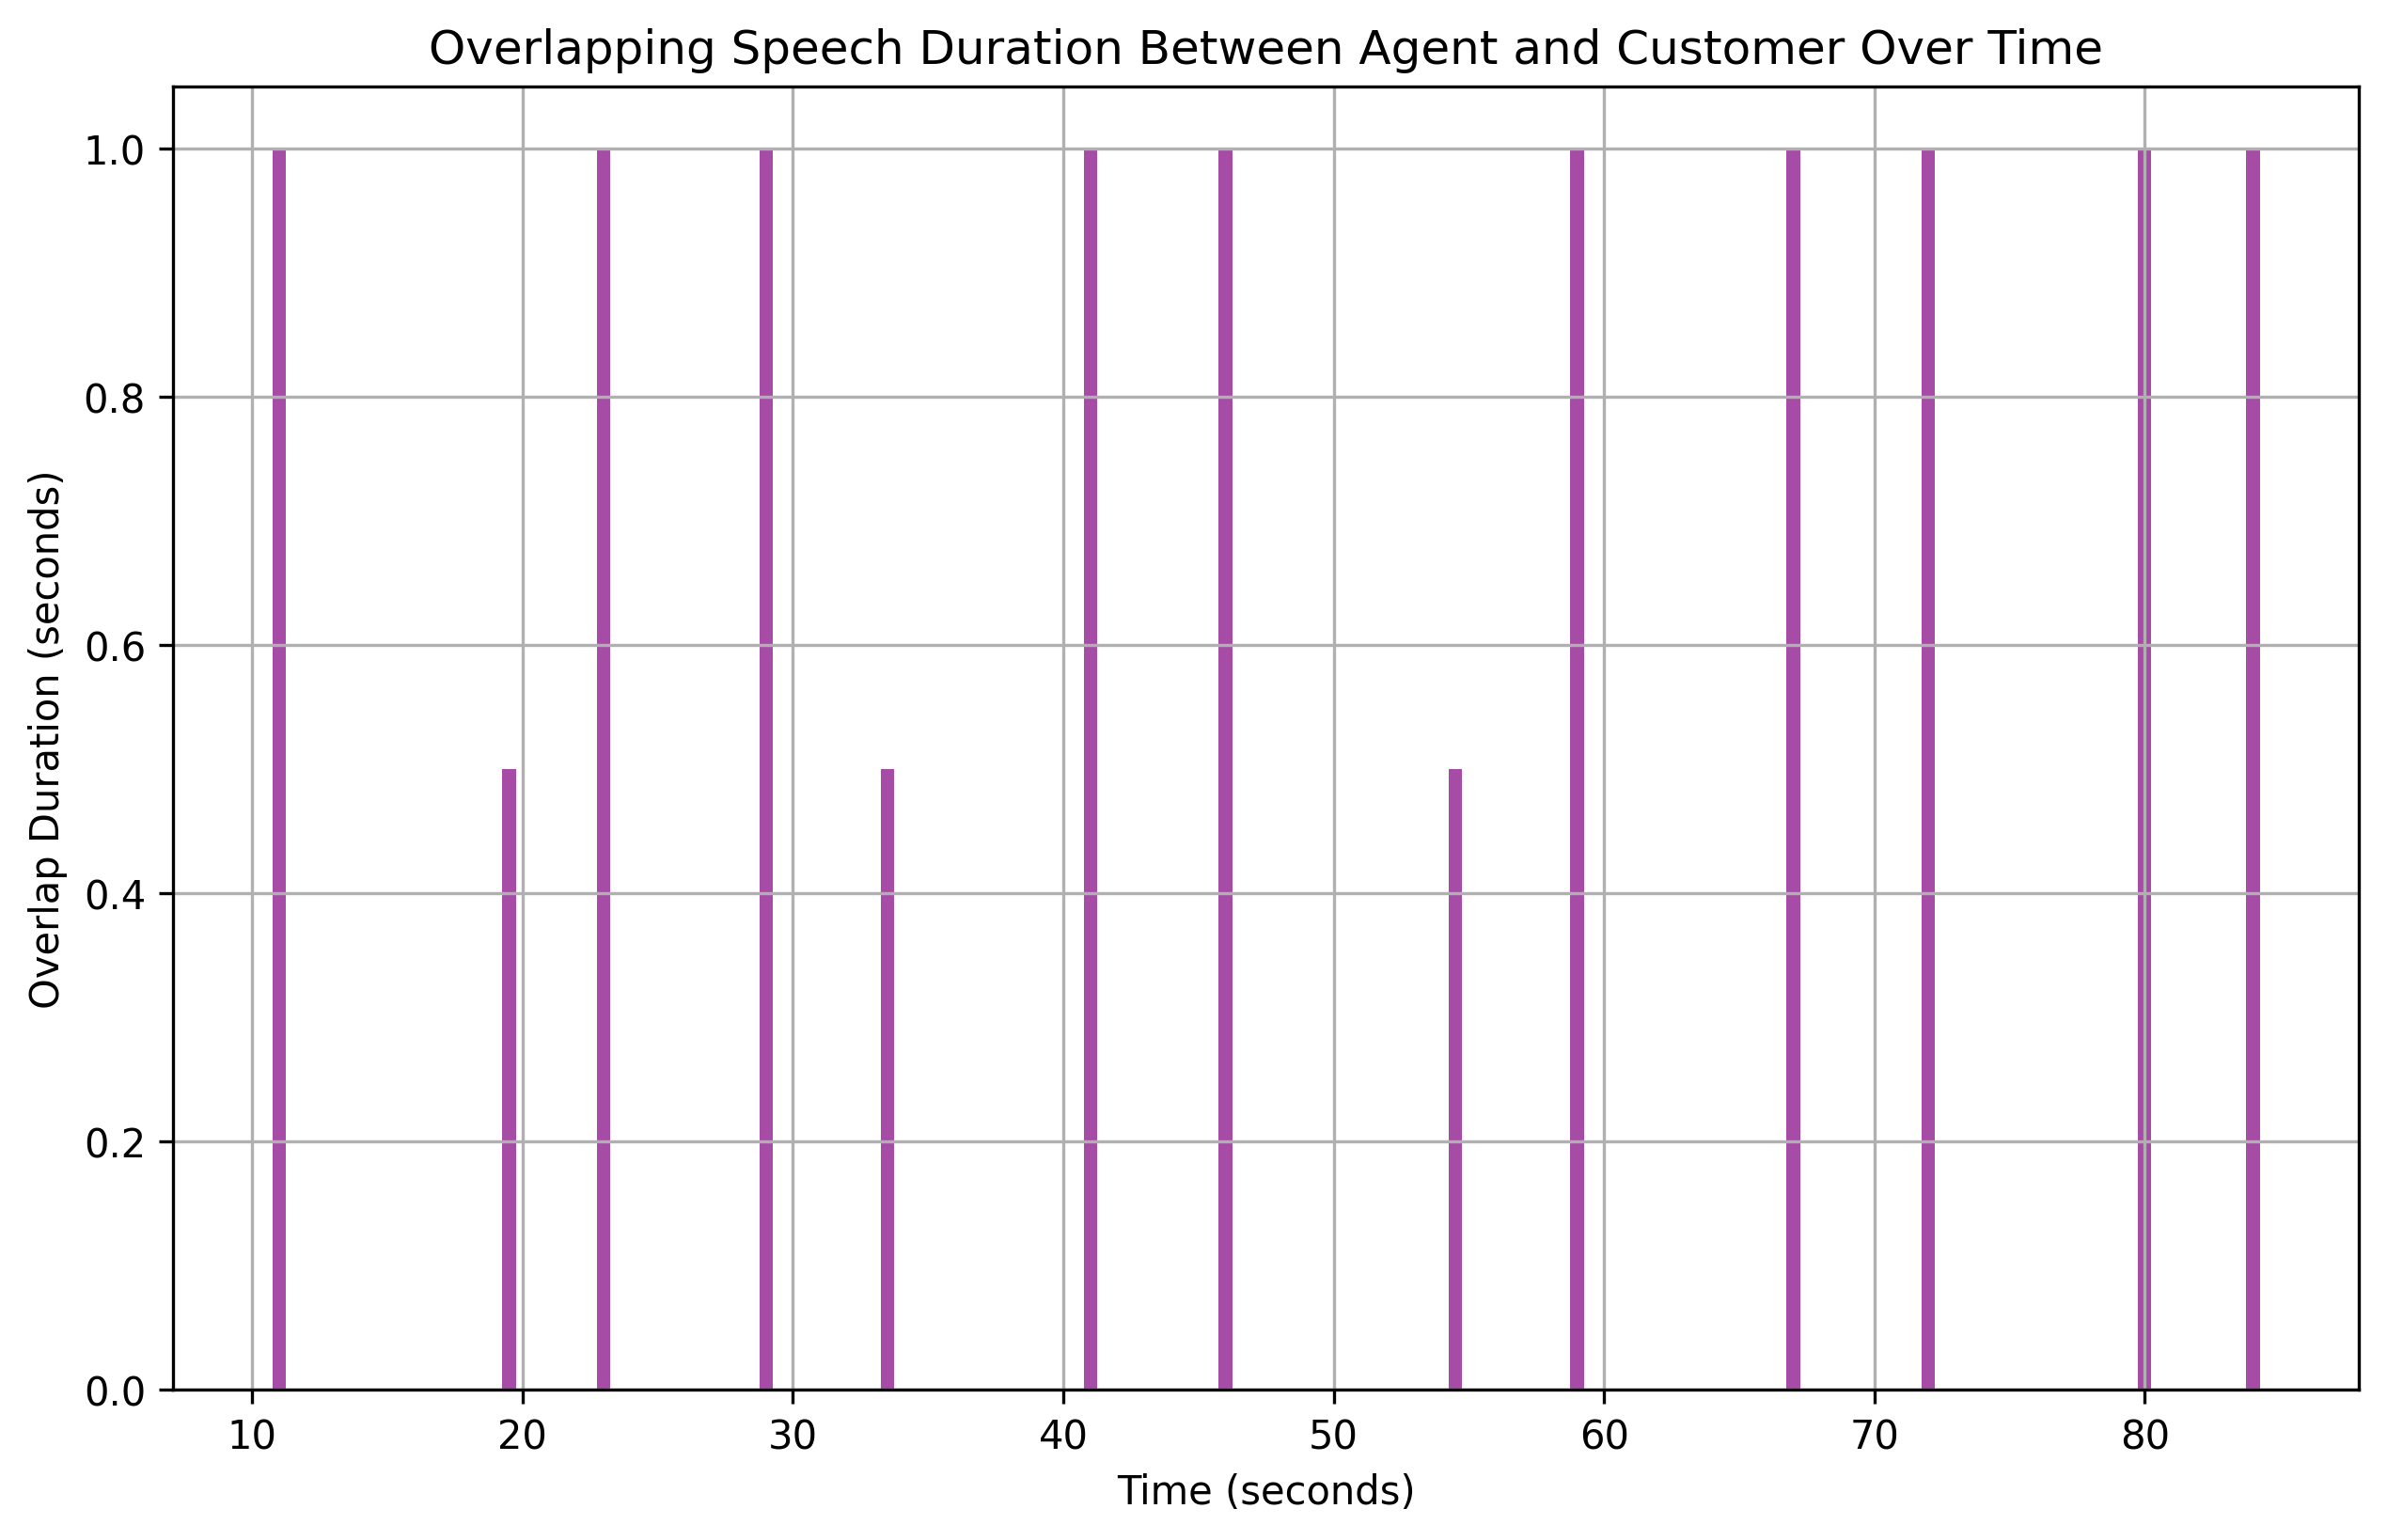 Overlapping Speech Duration Between Agent and Customer Over Time
Overlap Duration (seconds)
1.0
0.8
0.6
0.4
0.2
0.0
10 20 30 40 50 60 70 80
Time (seconds)